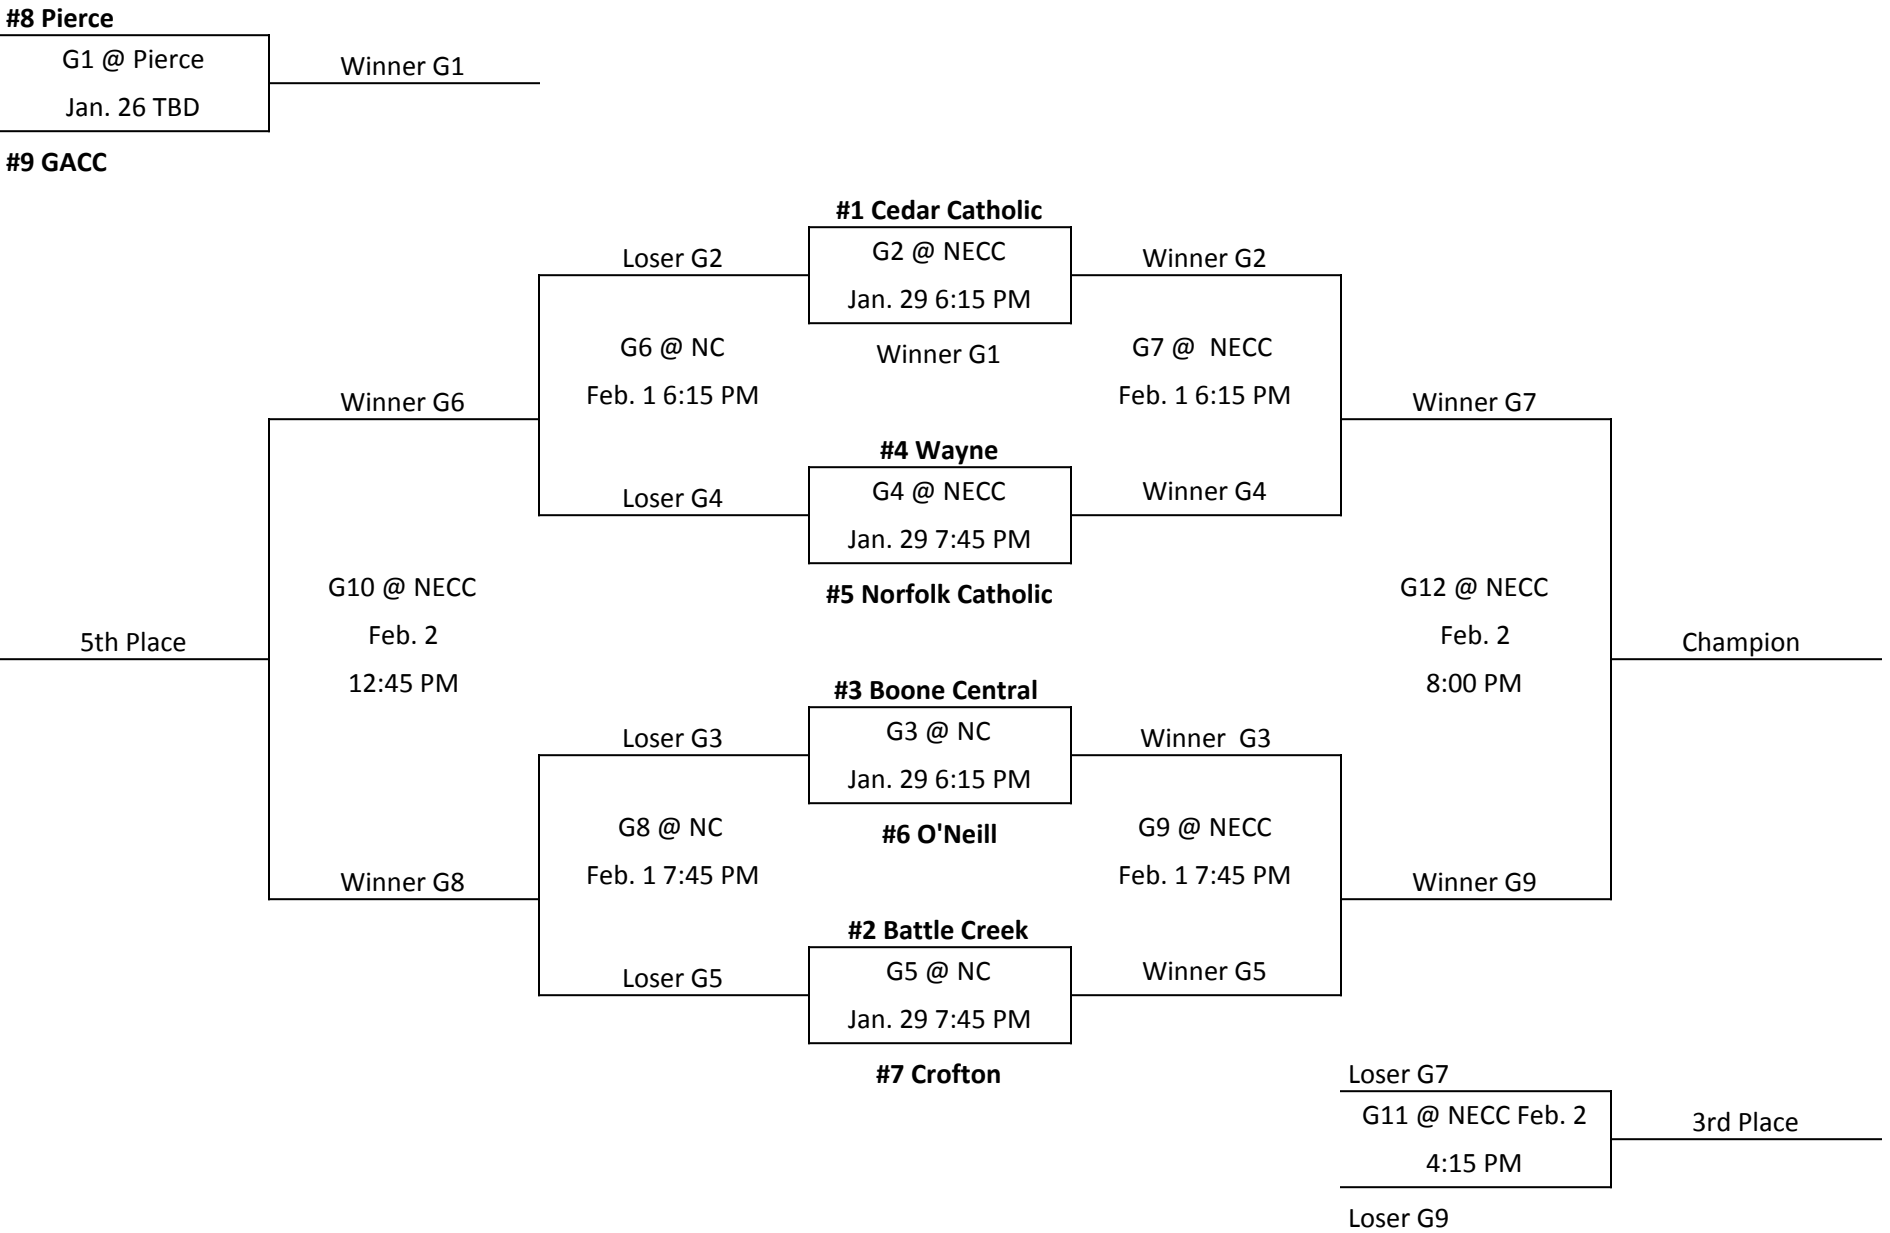 #8 Pierce
G1 @ Pierce
Winner G1
Jan. 26 TBD
#9 GACC
#1 Cedar Catholic
Loser G2
G2 @ NECC
Winner G2
Jan. 29 6:15 PM
G6 @ NC
Winner G1
G7 @  NECC
Feb. 1 6:15 PM
Feb. 1 6:15 PM
Winner G6
Winner G7
#4 Wayne
Loser G4
G4 @ NECC
Winner G4
Jan. 29 7:45 PM
G10 @ NECC
#5 Norfolk Catholic
G12 @ NECC
5th Place
Feb. 2
Feb. 2
Champion
12:45 PM
#3 Boone Central
8:00 PM
Loser G3
G3 @ NC
Winner  G3
Jan. 29 6:15 PM
G8 @ NC
#6 O'Neill
G9 @ NECC
Feb. 1 7:45 PM
Feb. 1 7:45 PM
Winner G8
Winner G9
#2 Battle Creek
Loser G5
G5 @ NC
Winner G5
Jan. 29 7:45 PM
#7 Crofton
Loser G7
G11 @ NECC Feb. 2
3rd Place
4:15 PM
Loser G9